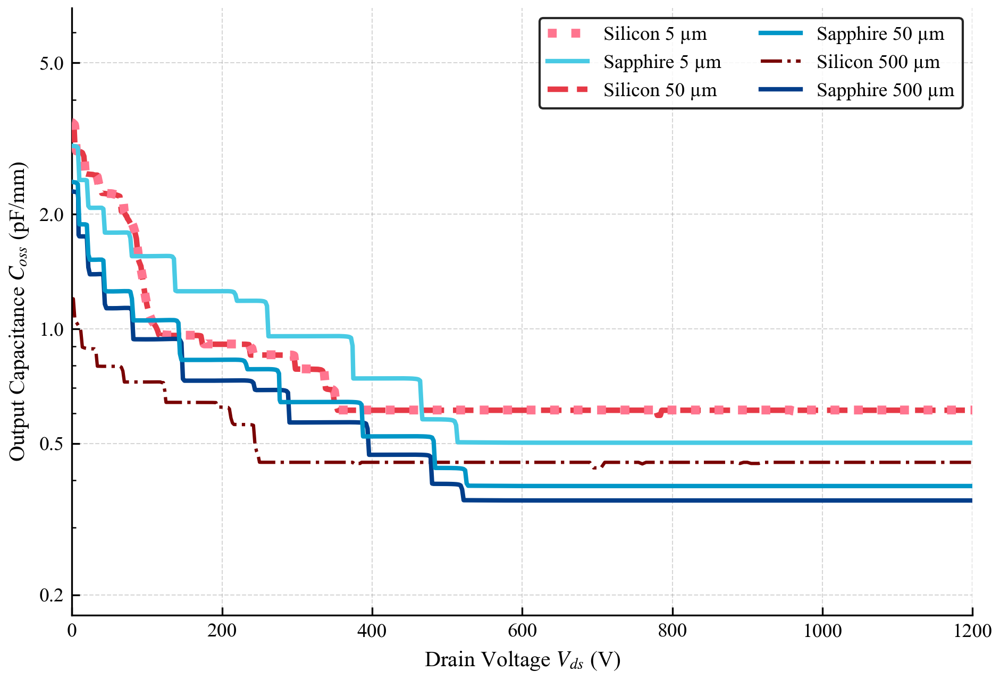 Silicon 5 µm
Sapphire 5 µm
Silicon 50 µm
Sapphire 50 µm
Silicon 500 µm
Sapphire 500 µm
Output Capacitance C_oss (pF/mm)
5.0
2.0
1.0
0.5
0.2
0 200 400 600 800 1000 1200
Drain Voltage V_ds (V)